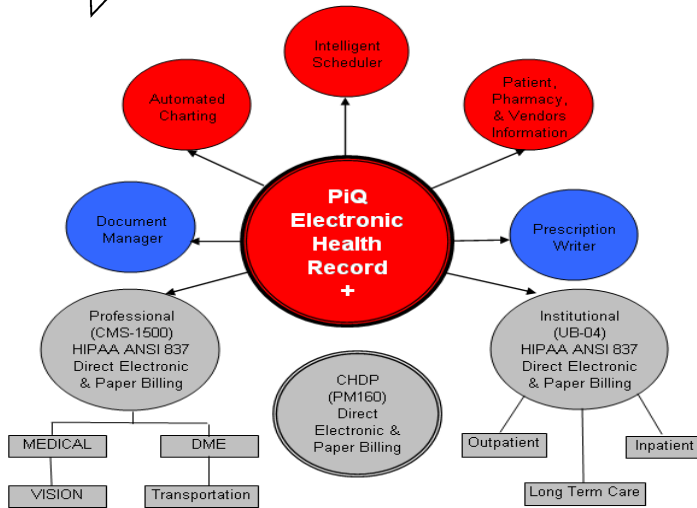 Intelligent
Scheduler
Automated
Charting
Patient,
Pharmacy,
& Vendors
Information
PiQ
Electronic
Health
Record
+
Document
Manager
Prescription
Writer
Professional
(CMS-1500)
HIPAA ANSI 837
Direct Electronic
& Paper Billing
Institutional
(UB-04)
HIPAA ANSI 837
Direct Electronic
& Paper Billing
CHDP
(PM160)
Direct
Electronic &
Paper Billing
MEDICAL
DME
VISION
Transportation
Outpatient
Inpatient
Long Term Care